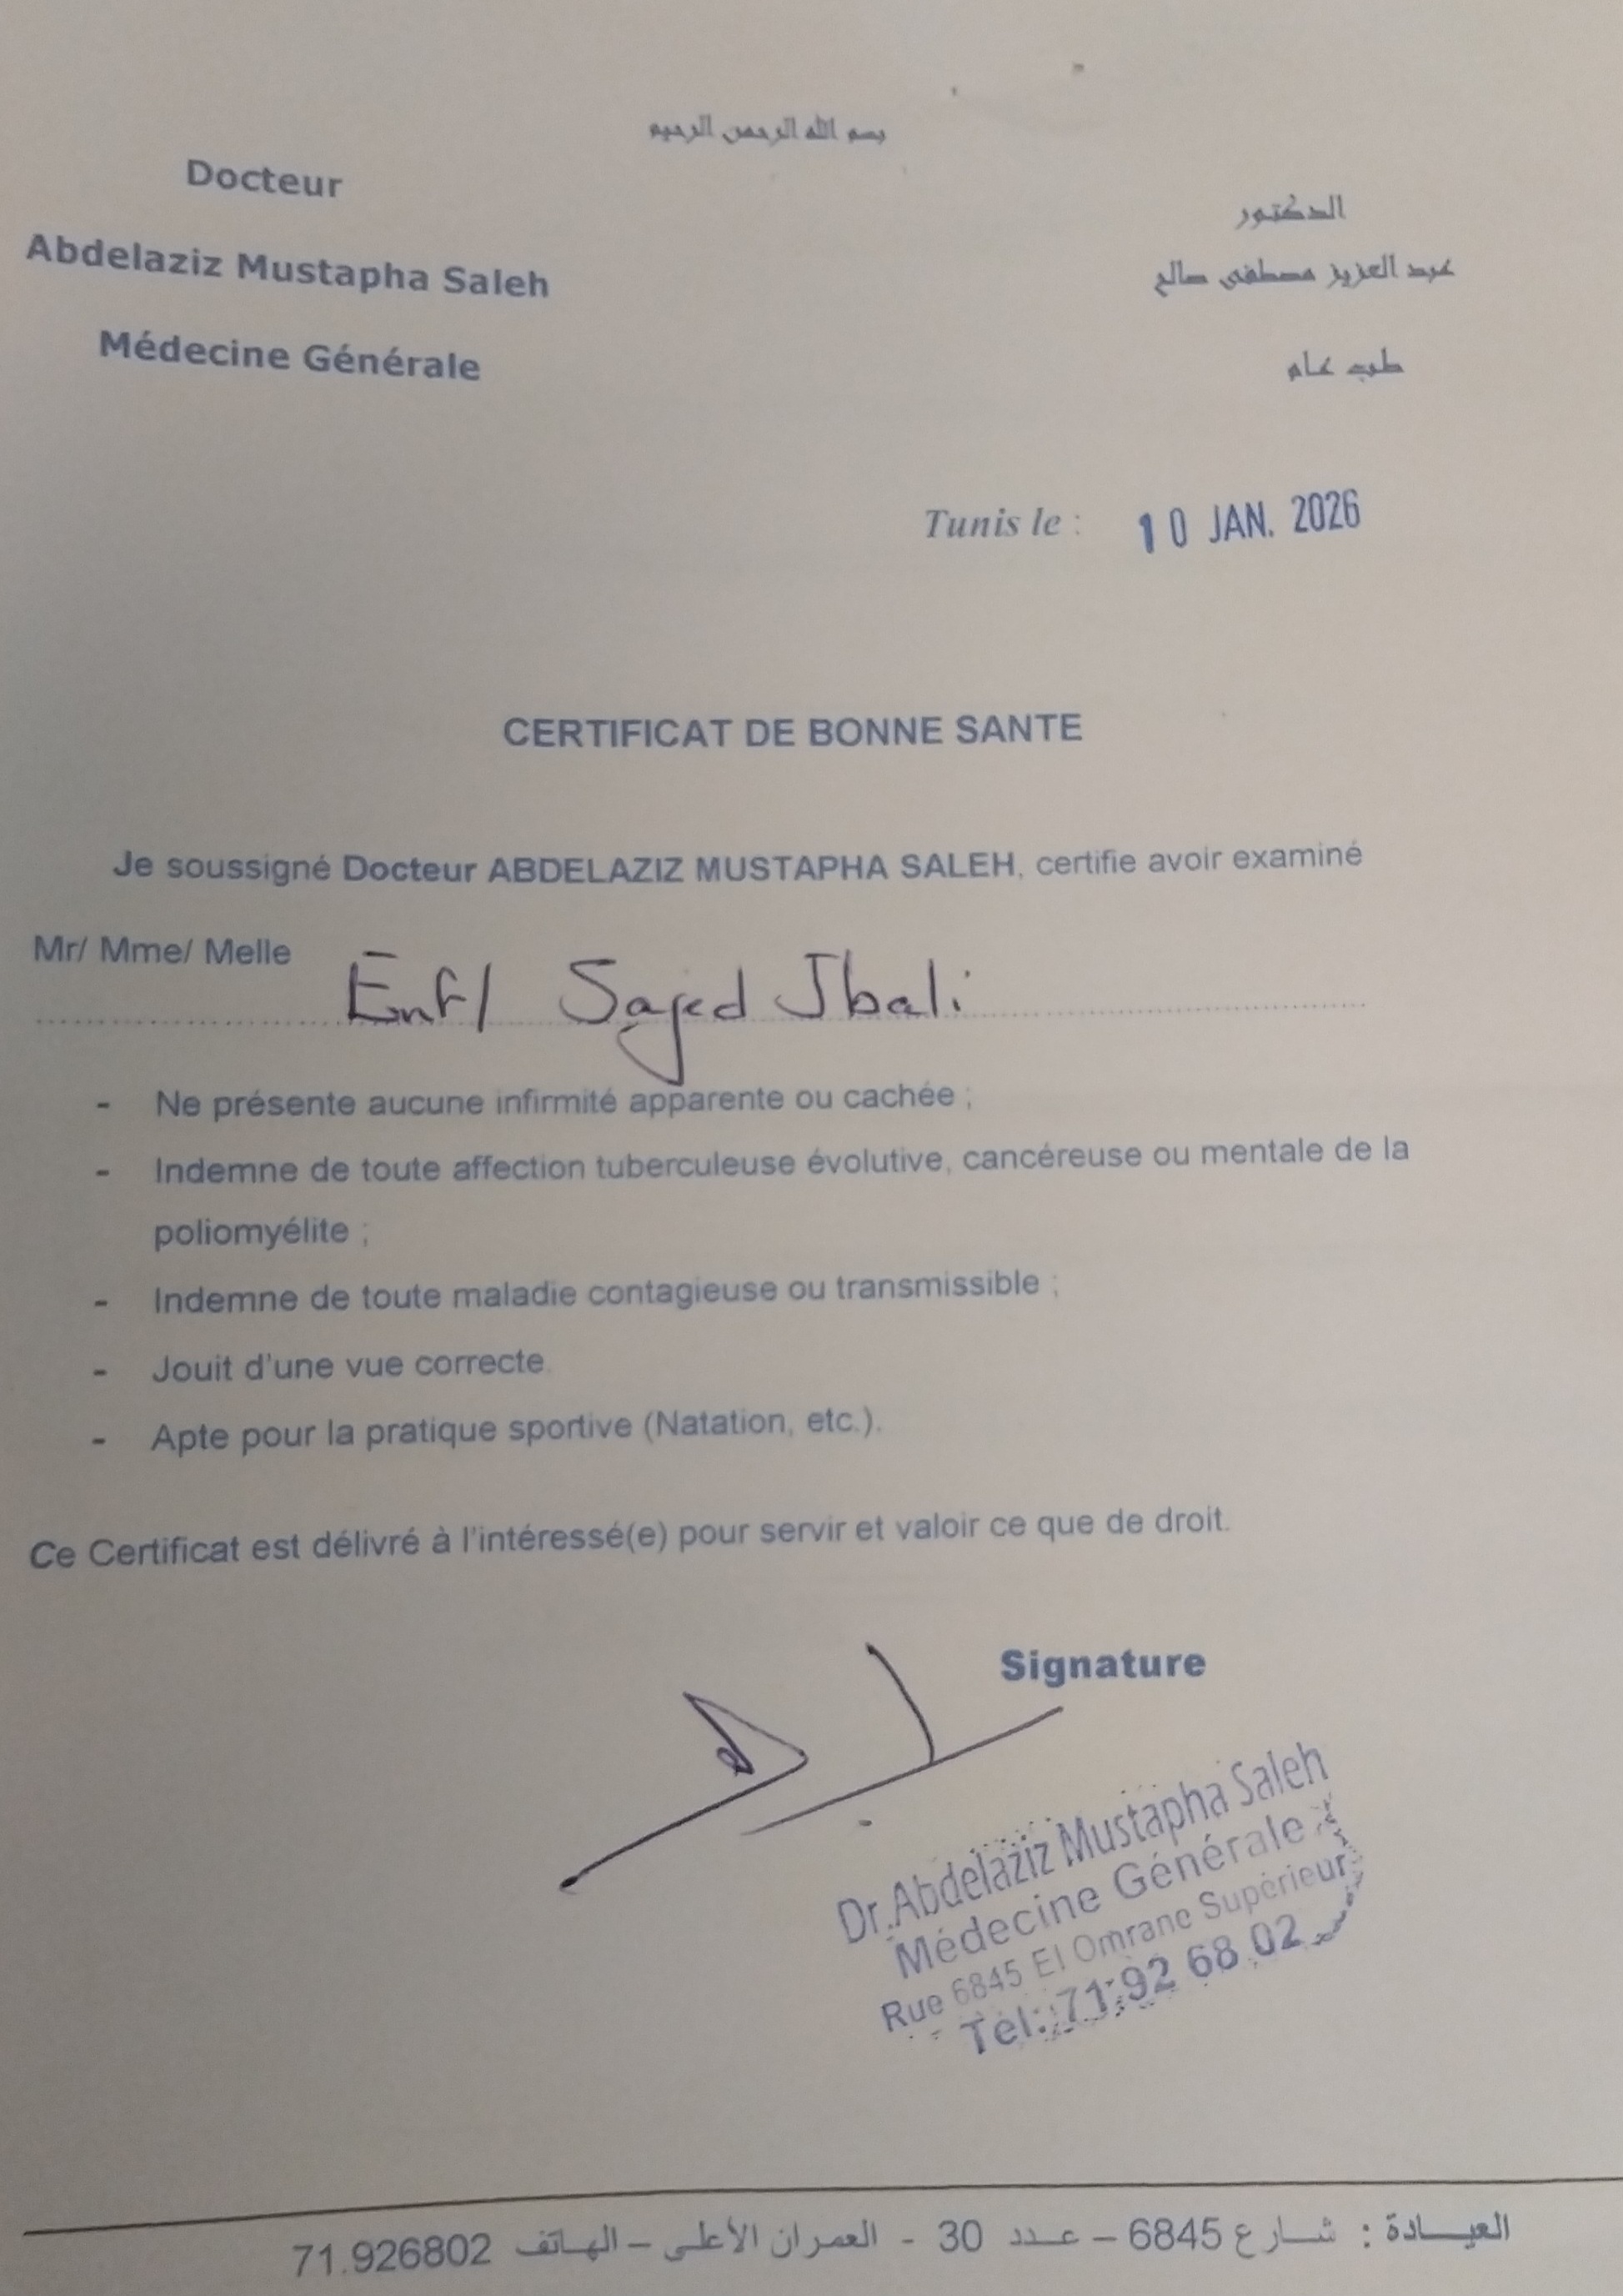 بسم الله الرحمن الرحيم
Docteur
Abdelaziz Mustapha Saleh
Médecine Générale
الدكتور
عبد العزيز مصطفى صالح
طب عام
Tunis le : 10 JAN. 2026
CERTIFICAT DE BONNE SANTE
Je soussigné Docteur ABDELAZIZ MUSTAPHA SALEH, certifie avoir examiné
Mr/ Mme/ Melle
Enf/ Sajed Jbali
- Ne présente aucune infirmité apparente ou cachée ;
- Indemne de toute affection tuberculeuse évolutive, cancéreuse ou mentale de la
poliomyélite ;
- Indemne de toute maladie contagieuse ou transmissible ;
- Jouit d'une vue correcte.
- Apte pour la pratique sportive (Natation, etc.).
Ce Certificat est délivré à l'intéressé(e) pour servir et valoir ce que de droit.
Signature
Dr. Abdelaziz Mustapha Saleh
Médecine Générale
Rue 6845 El Omrane Supérieur
Tél.: 71.92 68 02
العيـــادة : شـــارع 6845 – عـــدد 30 - العمران الأعلى – الهـاتف 71.926802